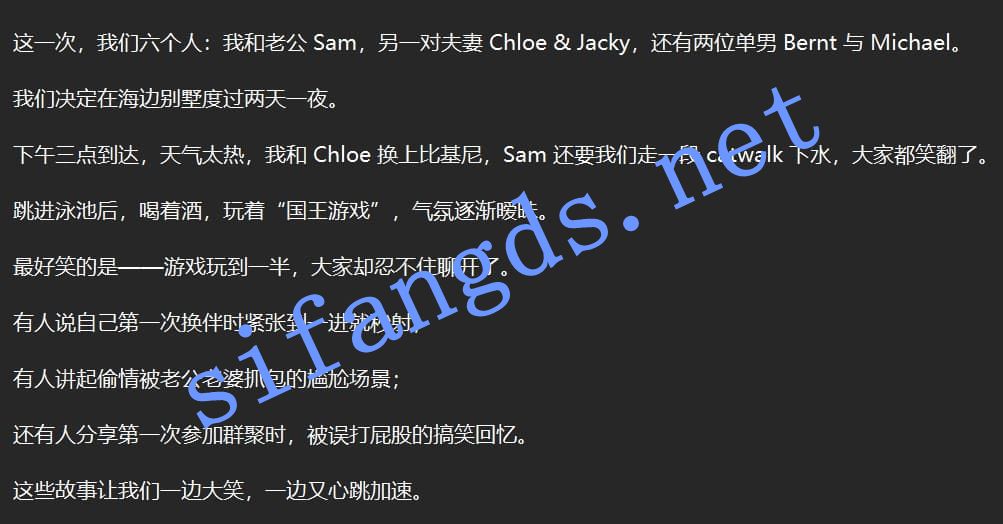 这一次，我们六个人：我和老公 Sam，另一对夫妻 Chloe & Jacky，还有两位单男 Bernt 与 Michael。
我们决定在海边别墅度过两天一夜。
下午三点到达，天气太热，我和 Chloe 换上比基尼，Sam 还要我们走一段 catwalk 下水，大家都笑翻了。
跳进泳池后，喝着酒，玩着“国王游戏”，气氛逐渐暧昧。
最好笑的是——游戏玩到一半，大家却忍不住聊开了。
有人说自己第一次换伴时紧张到一进就秒射；
有人讲起偷情被老公老婆抓包的尴尬场景；
还有人分享第一次参加群聚时，被误打屁股的搞笑回忆。
这些故事让我们一边大笑，一边又心跳加速。
sifangds.net